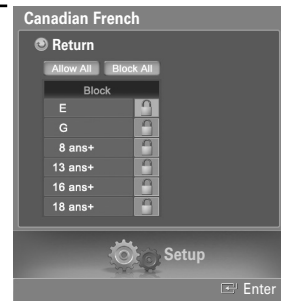 Canadian French
Return
Allow All Block All
Block
E
G
8 ans+
13 ans+
16 ans+
18 ans+
Setup
Enter